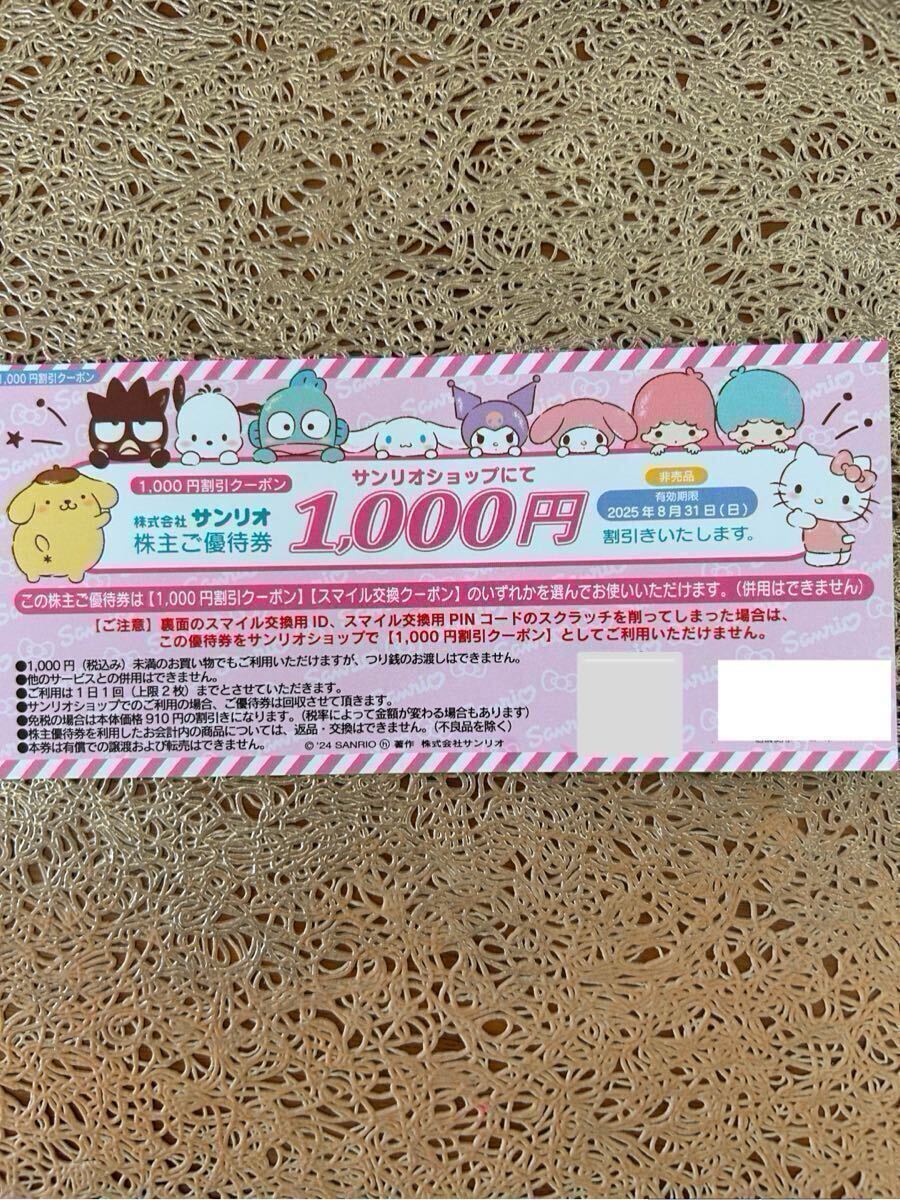 1,000円割引クーポン
1,000円割引クーポン
サンリオショップにて
株式会社 サンリオ
株主ご優待券
1,000円
非売品
有効期限
2025年8月31日(日)
割引きいたします。
この株主ご優待券は【1,000円割引クーポン】【スマイル交換クーポン】のいずれかを選んでお使いいただけます。(併用はできません)
【ご注意】裏面のスマイル交換用ID、スマイル交換用PINコードのスクラッチを削ってしまった場合は、
この優待券をサンリオショップで【1,000円割引クーポン】としてご利用いただけません。
●1,000円(税込み)未満のお買い物でもご利用いただけますが、つり銭のお渡しはできません。
●他のサービスとの併用はできません。
●ご利用は1日1回(上限2枚)までとさせていただきます。
●サンリオショップでのご利用の場合、ご優待券は回収させて頂きます。
●免税の場合は本体価格910円の割引きになります。(税率によって金額が変わる場合もあります)
●株主優待券を利用したお会計内の商品については、返品・交換はできません。(不良品を除く)
●本券は有償での譲渡および転売はできません。
©'24 SANRIO ⓗ 著作 株式会社サンリオ